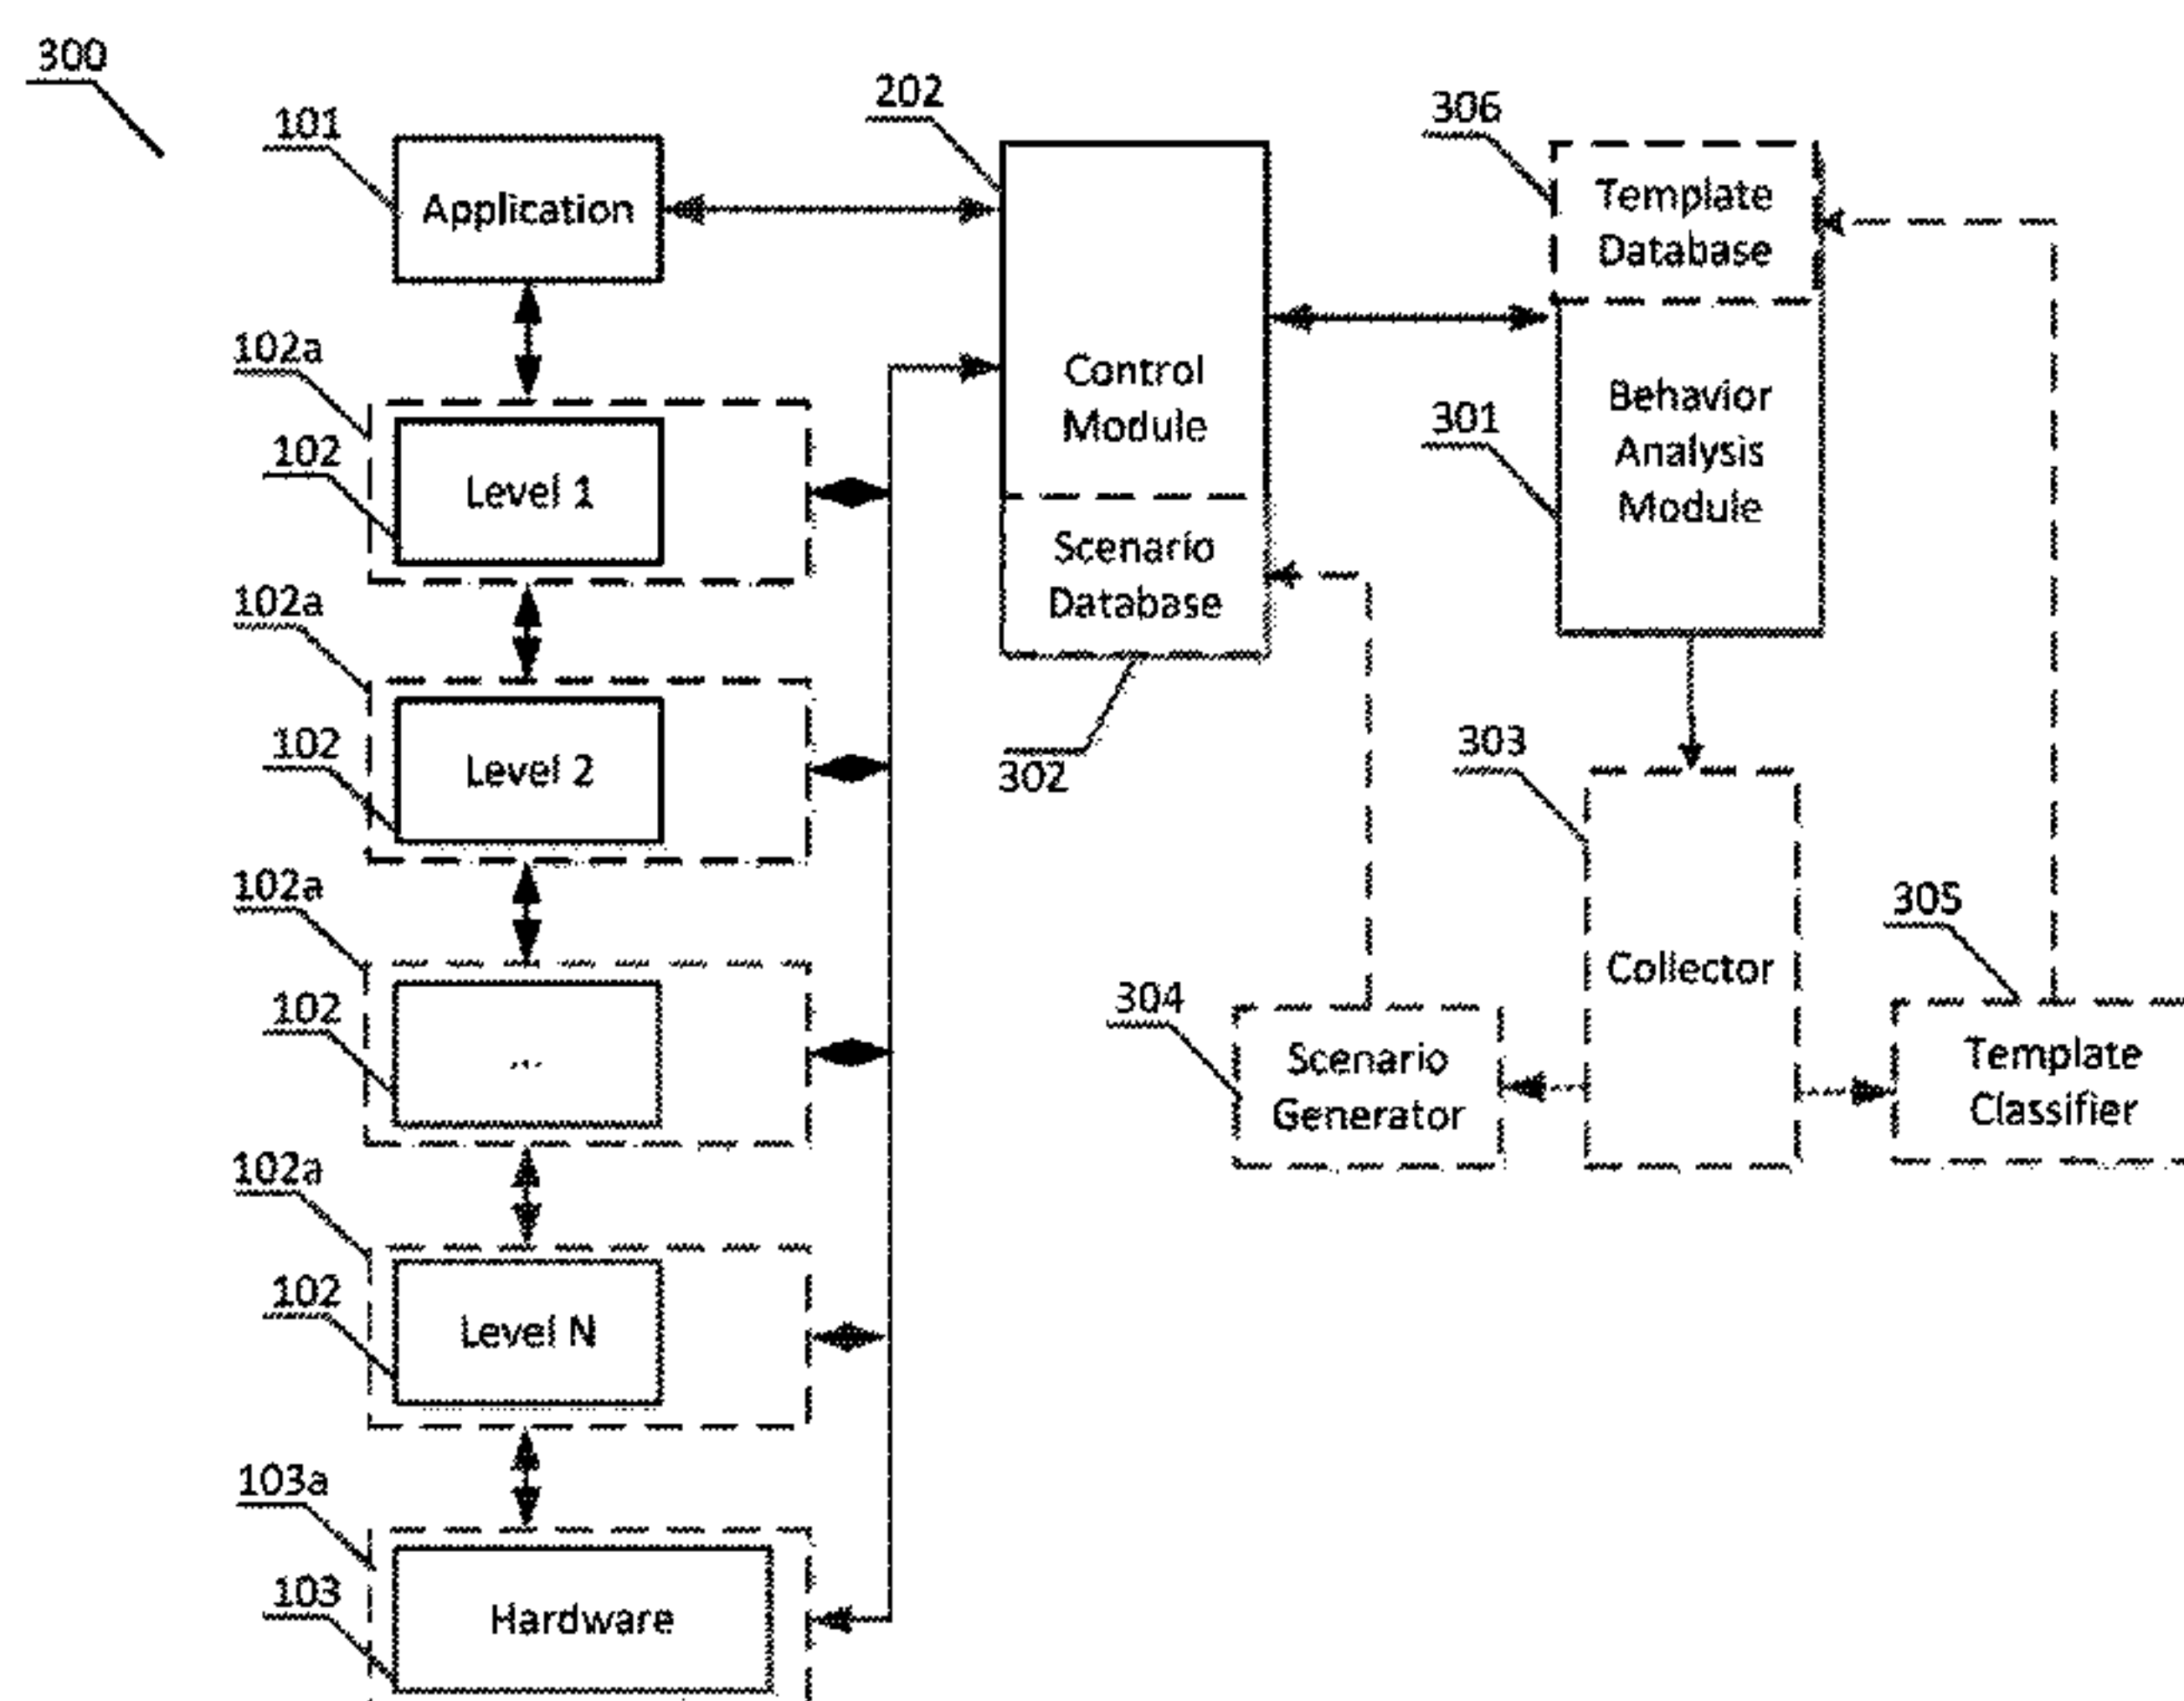 300
101
Application
202
306
Template
Database
102a
102
Level 1
Control
Module
301
Behavior
Analysis
Module
Scenario
Database
302
102a
102
Level 2
303
Collector
102a
102
...
304
Scenario
Generator
305
Template
Classifier
102a
102
Level N
103a
103
Hardware